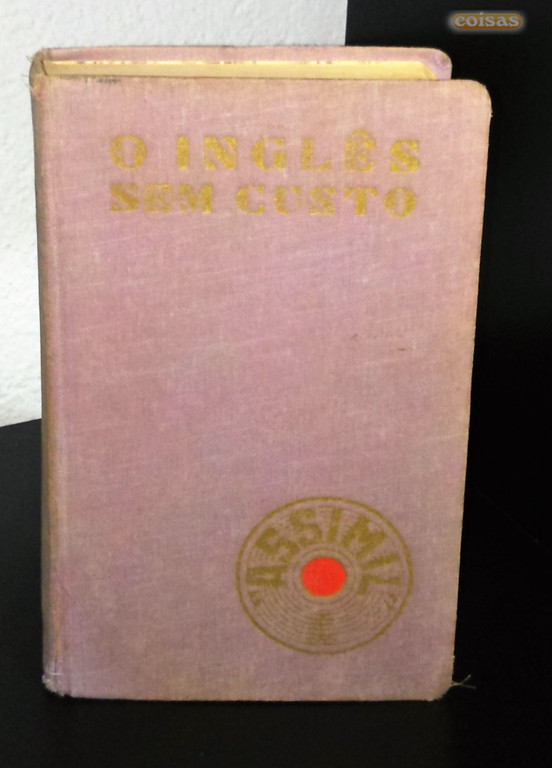 coisas
O INGLÊS
SEM CUSTO
"ASSIMIL"